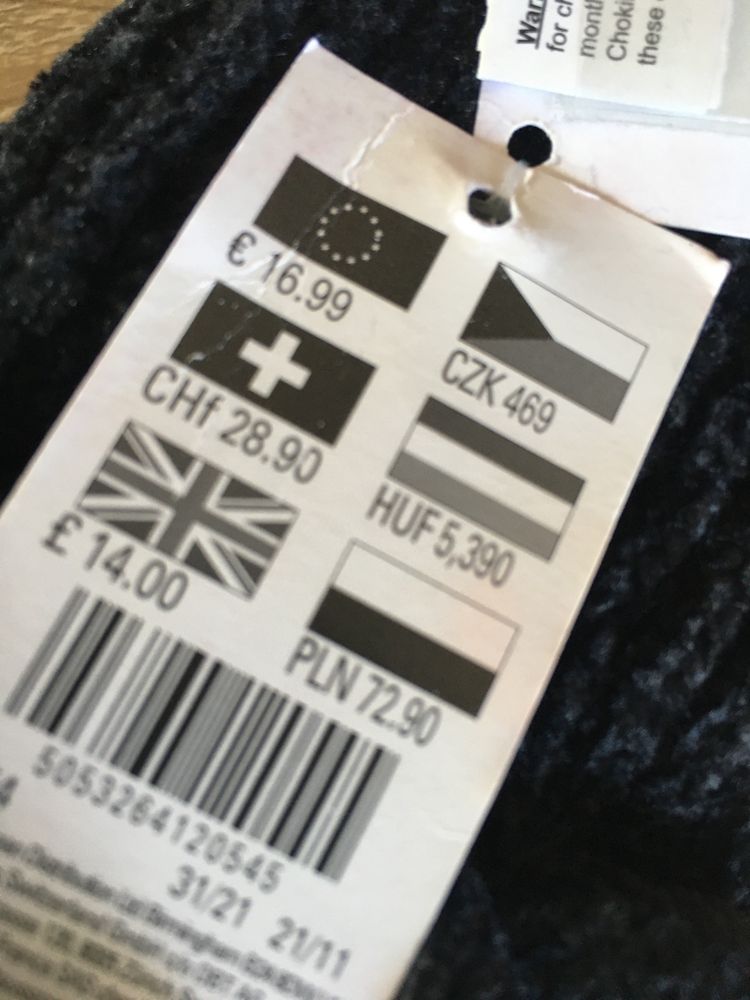 War
for ch
month
Choki
these
€ 16.99
CZK 469
CHf 28.90
HUF 5,390
£ 14.00
PLN 72.90
5053264120545
31/21 21/11